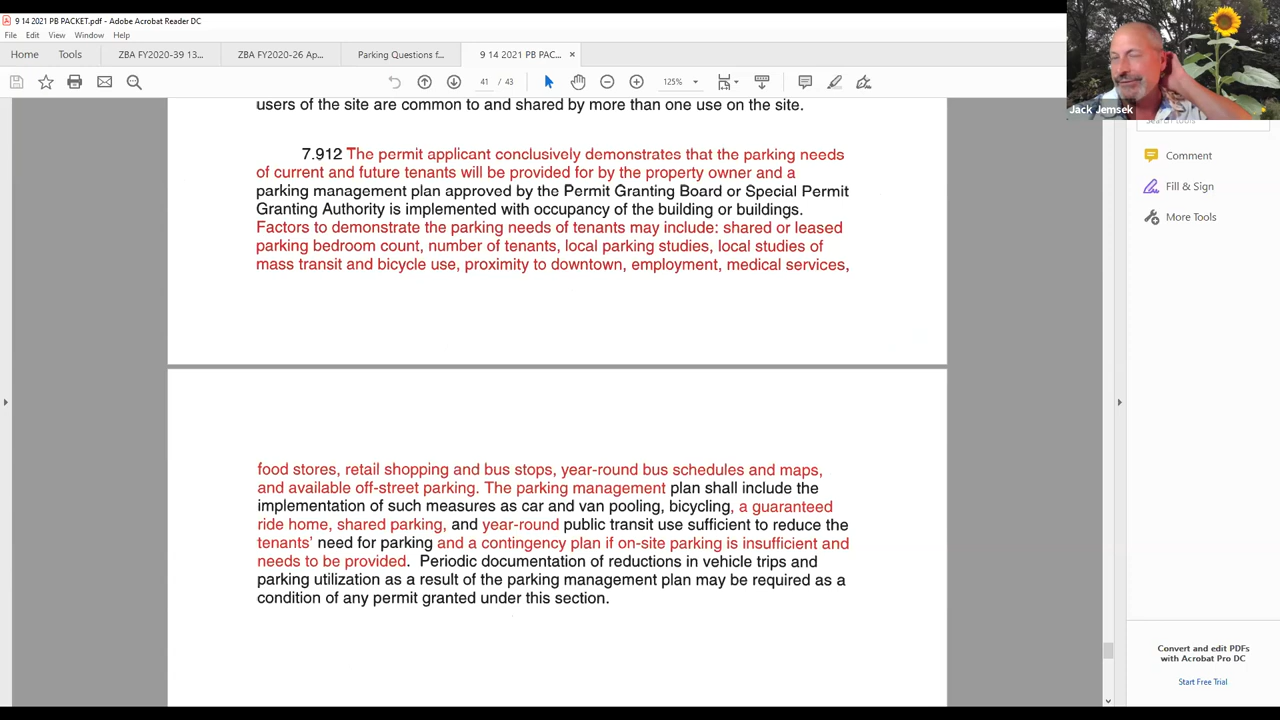 9 14 2021 PB PACKET.pdf - Adobe Acrobat Reader DC
File Edit View Window Help
Home Tools ZBA FY2020-39 13... ZBA FY2020-26 Ap... Parking Questions f... 9 14 2021 PB PAC... ×
41 / 43 125%
Jack Jemsek
Search tools
Comment
Fill & Sign
More Tools
users of the site are common to and shared by more than one use on the site.
7.912 The permit applicant conclusively demonstrates that the parking needs
of current and future tenants will be provided for by the property owner and a
parking management plan approved by the Permit Granting Board or Special Permit
Granting Authority is implemented with occupancy of the building or buildings.
Factors to demonstrate the parking needs of tenants may include: shared or leased
parking bedroom count, number of tenants, local parking studies, local studies of
mass transit and bicycle use, proximity to downtown, employment, medical services,
food stores, retail shopping and bus stops, year-round bus schedules and maps,
and available off-street parking. The parking management plan shall include the
implementation of such measures as car and van pooling, bicycling, a guaranteed
ride home, shared parking, and year-round public transit use sufficient to reduce the
tenants' need for parking and a contingency plan if on-site parking is insufficient and
needs to be provided. Periodic documentation of reductions in vehicle trips and
parking utilization as a result of the parking management plan may be required as a
condition of any permit granted under this section.
Convert and edit PDFs
with Acrobat Pro DC
Start Free Trial